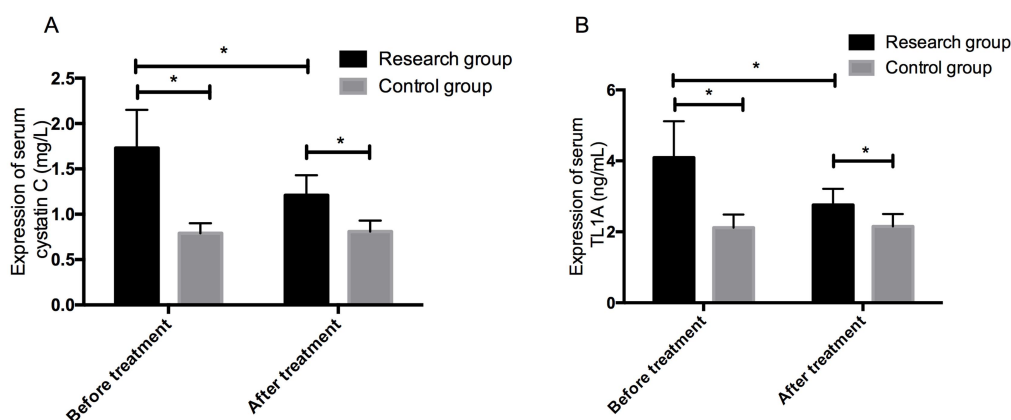 A
*
*
*
Research group
Control group
Expression of serum
cystatin C (mg/L)
2.5
2.0
1.5
1.0
0.5
0.0
Before treatment
After treatment
B
*
*
*
Research group
Control group
Expression of serum
TL1A (ng/mL)
6
4
2
0
Before treatment
After treatment